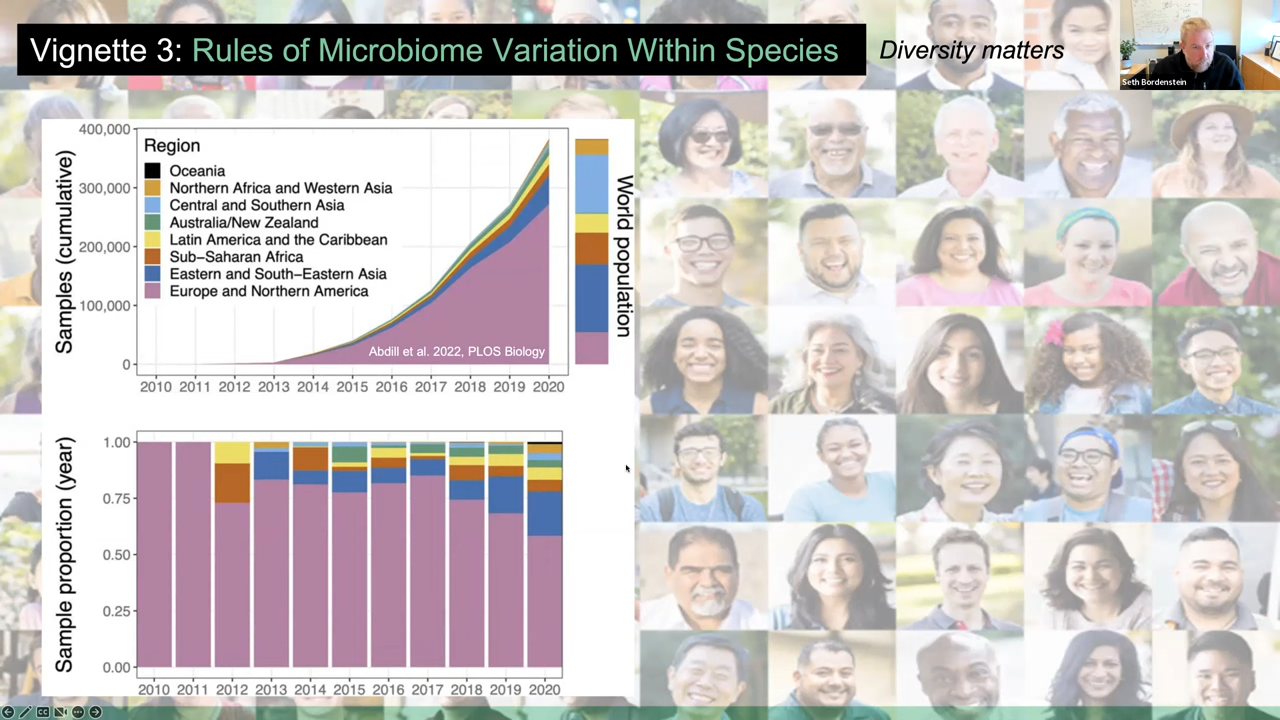 Vignette 3: Rules of Microbiome Variation Within Species
Diversity matters
Seth Bordenstein
Samples (cumulative)
400,000
300,000
200,000
100,000
0
Region
Oceania
Northern Africa and Western Asia
Central and Southern Asia
Australia/New Zealand
Latin America and the Caribbean
Sub−Saharan Africa
Eastern and South−Eastern Asia
Europe and Northern America
Abdill et al. 2022, PLOS Biology
2010 2011 2012 2013 2014 2015 2016 2017 2018 2019 2020
World population
Sample proportion (year)
1.00
0.75
0.50
0.25
0.00
2010 2011 2012 2013 2014 2015 2016 2017 2018 2019 2020